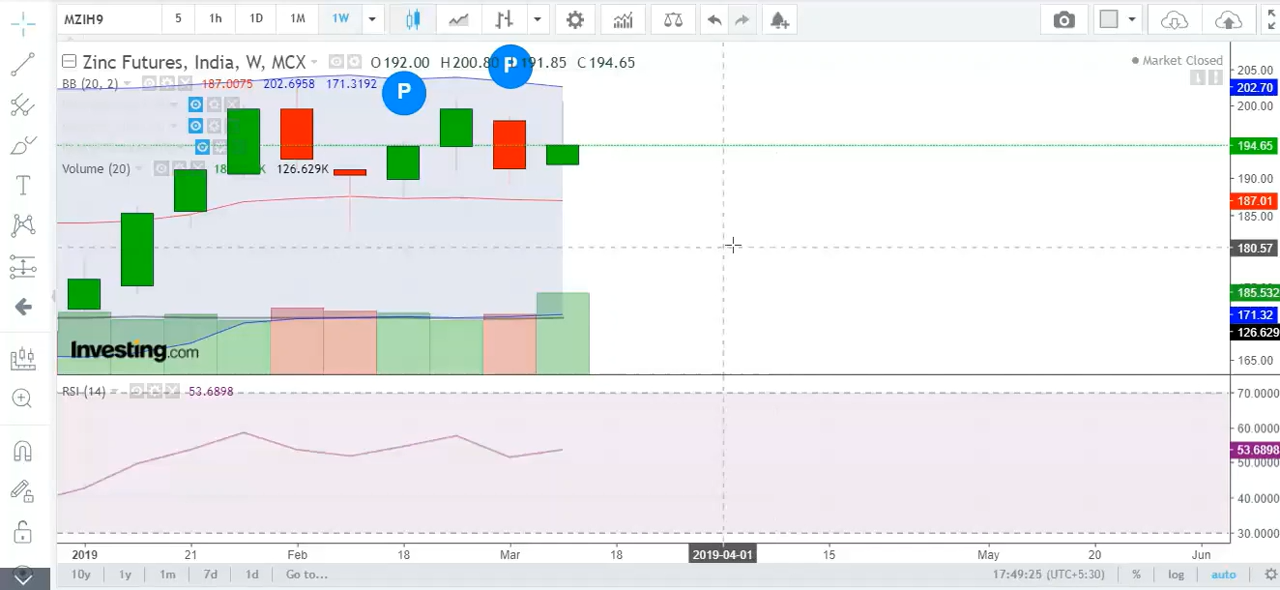 MZIH9 5 1h 1D 1M 1W
Zinc Futures, India, W, MCX O192.00 H200.80 191.85 C194.65
Market Closed
BB (20, 2) 187.0075 202.6958 171.3192
P
P
Volume (20) 126.629K
205.00
202.70
200.00
194.65
190.00
187.01
185.00
180.57
185.532
171.32
126.629
165.00
Investing.com
RSI (14) 53.6898
70.0000
60.0000
53.6898
50.0000
40.0000
30.0000
2019 21 Feb 18 Mar 18 2019-04-01 15 May 20 Jun
10y 1y 1m 7d 1d Go to... 17:49:25 (UTC+5:30) % log auto